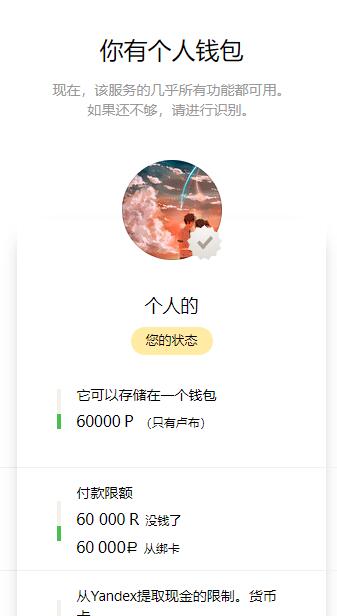 你有个人钱包
现在，该服务的几乎所有功能都可用。
如果还不够，请进行识别。
个人的
您的状态
它可以存储在一个钱包
60000 P （只有卢布）
付款限额
60 000 R 没钱了
60 000₽ 从绑卡
从Yandex提取现金的限制。货币